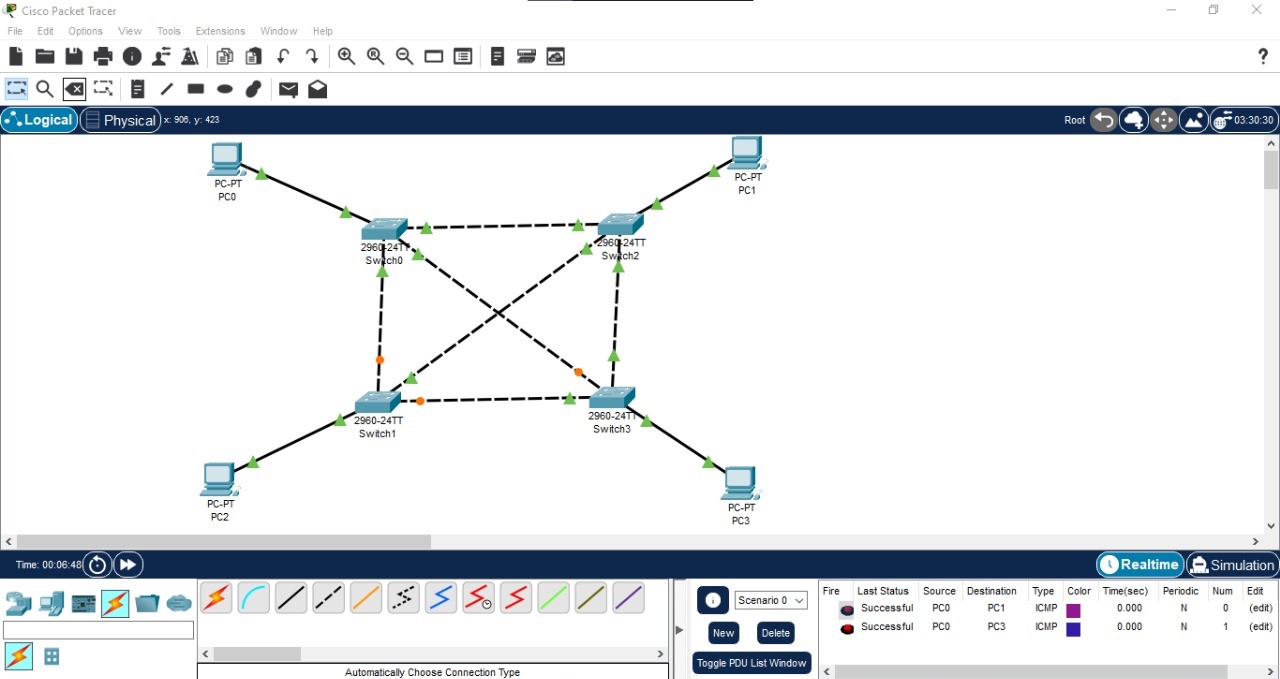 Cisco Packet Tracer
File Edit Options View Tools Extensions Window Help
Logical Physical x: 906, y: 423 Root 03:30:30
PC-PT
PC0
PC-PT
PC1
2960-24TT
Switch0
2960-24TT
Switch2
2960-24TT
Switch1
2960-24TT
Switch3
PC-PT
PC2
PC-PT
PC3
Time: 00:06:48 Realtime Simulation
Scenario 0
New Delete
Toggle PDU List Window
Fire Last Status Source Destination Type Color Time(sec) Periodic Num Edit
Successful PC0 PC1 ICMP 0.000 N 0 (edit)
Successful PC0 PC3 ICMP 0.000 N 1 (edit)
Automatically Choose Connection Type